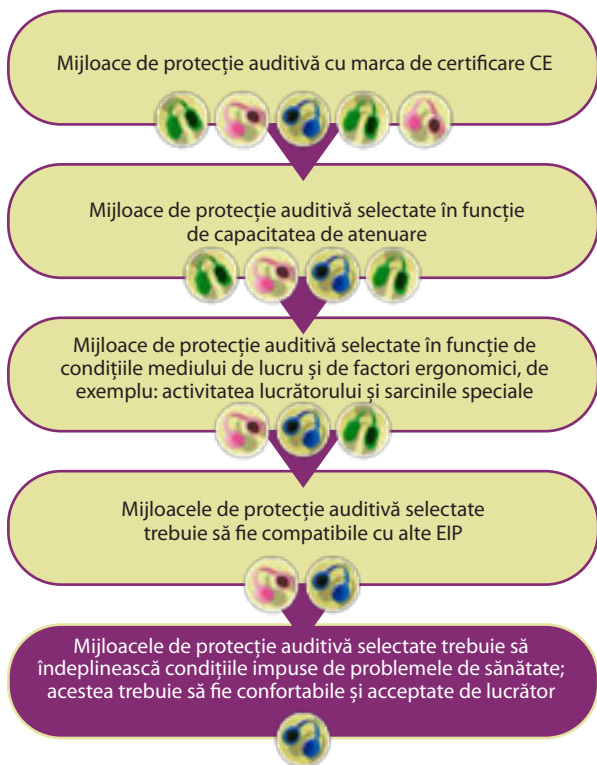 Mijloace de protecție auditivă cu marca de certificare CE
Mijloace de protecție auditivă selectate în funcție
de capacitatea de atenuare
Mijloace de protecție auditivă selectate în funcție de
condițiile mediului de lucru și de factori ergonomici, de
exemplu: activitatea lucrătorului și sarcinile speciale
Mijloacele de protecție auditivă selectate
trebuie să fie compatibile cu alte EIP
Mijloacele de protecție auditivă selectate trebuie să
îndeplinească condițiile impuse de problemele de sănătate;
acestea trebuie să fie confortabile și acceptate de lucrător